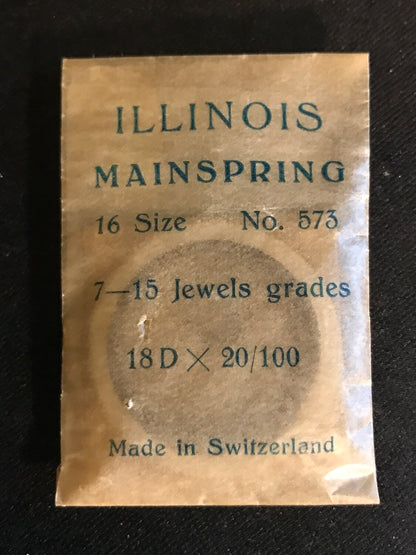 ILLINOIS
MAINSPRING
16 Size No. 573
7—15 Jewels grades
18 D × 20/100
Made in Switzerland